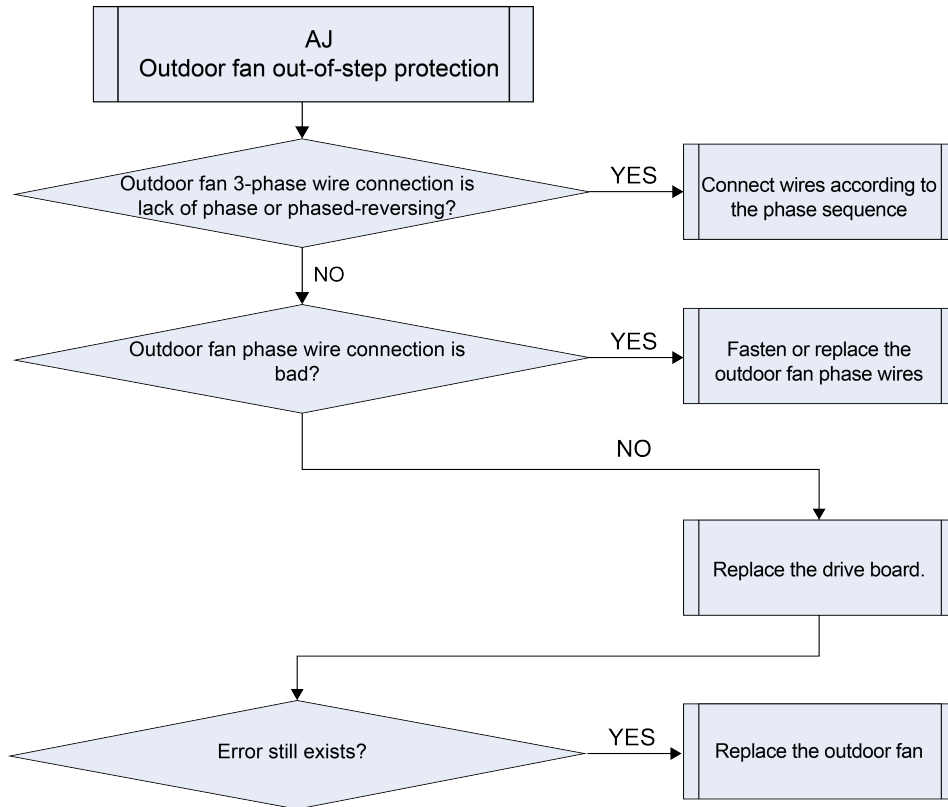 AJ
Outdoor fan out-of-step protection
Outdoor fan 3-phase wire connection is
lack of phase or phased-reversing?
YES
Connect wires according to
the phase sequence
NO
Outdoor fan phase wire connection is
bad?
YES
Fasten or replace the
outdoor fan phase wires
NO
Replace the drive board.
Error still exists?
YES
Replace the outdoor fan